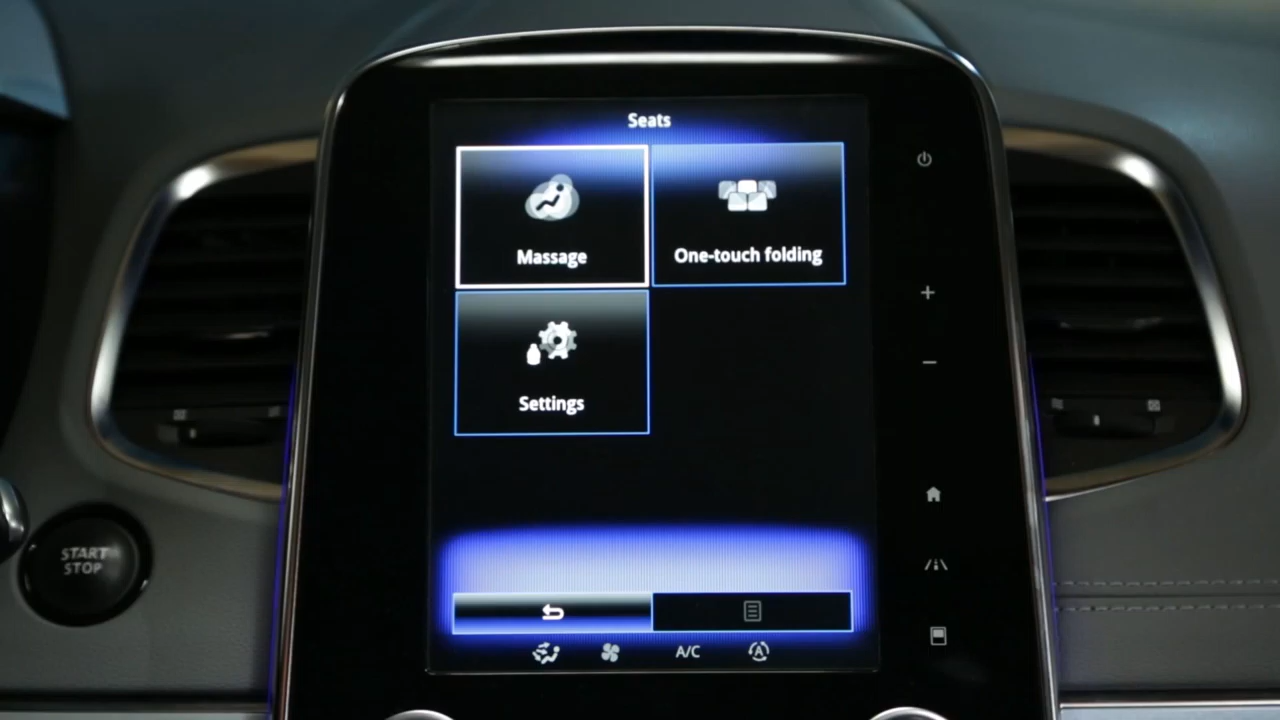 Seats
Massage
One-touch folding
Settings
START
STOP
A/C
A